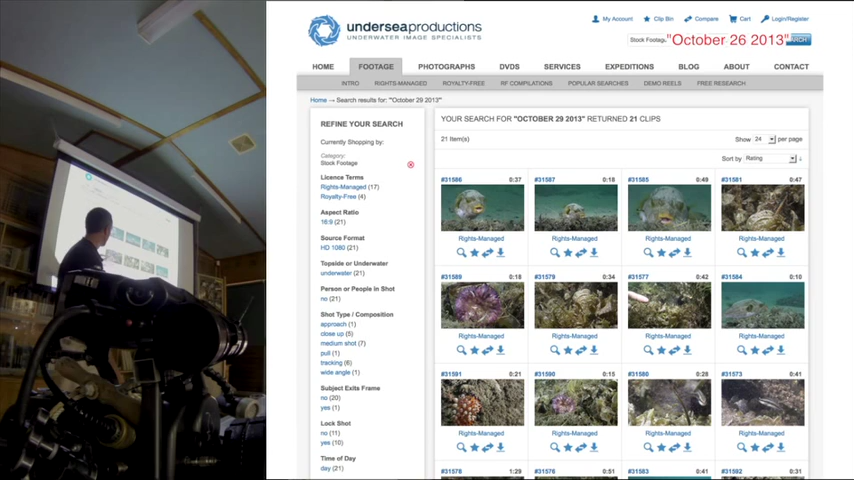 underseaproductions
UNDERWATER IMAGE SPECIALISTS
My Account
Clip Bin
Compare
Cart
Login/Register
Stock Footage
"October 26 2013"
HOME
FOOTAGE
PHOTOGRAPHS
DVDS
SERVICES
EXPEDITIONS
BLOG
ABOUT
CONTACT
INTRO
RIGHTS-MANAGED
ROYALTY-FREE
RF COMPILATIONS
POPULAR SEARCHES
DEMO REELS
FREE RESEARCH
Home → Search results for: "October 29 2013"
REFINE YOUR SEARCH
Currently Shopping by:
Category:
Stock Footage
Licence Terms
Rights-Managed (17)
Royalty-Free (4)
Aspect Ratio
16:9 (21)
Source Format
HD 1080 (21)
Topside or Underwater
underwater (21)
Person or People in Shot
no (21)
Shot Type / Composition
approach (1)
close up (5)
medium shot (7)
pull (1)
tracking (6)
wide angle (1)
Subject Exits Frame
no (20)
yes (1)
Lock Shot
no (11)
yes (10)
Time of Day
day (21)
YOUR SEARCH FOR "OCTOBER 29 2013" RETURNED 21 CLIPS
21 Item(s)
Show 24 per page
Sort by Rating
#31586 0:37
#31587 0:18
#31585 0:49
#31581 0:47
Rights-Managed
Rights-Managed
Rights-Managed
Rights-Managed
#31589 0:18
#31579 0:34
#31577 0:42
#31584 0:10
Rights-Managed
Rights-Managed
Rights-Managed
Rights-Managed
#31591 0:21
#31590 0:15
#31580 0:28
#31573 0:41
Rights-Managed
Rights-Managed
Rights-Managed
Rights-Managed
#31578 1:29
#31576 0:51
#31583 0:41
#31592 0:31